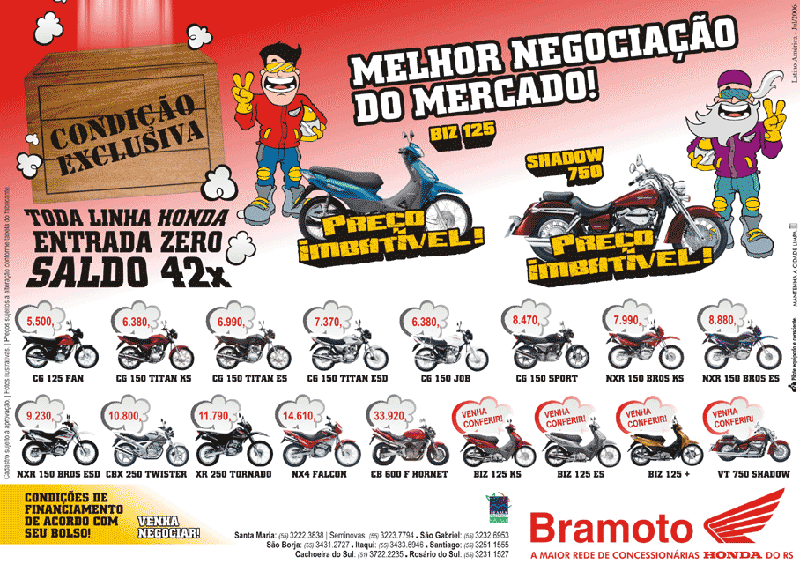 Latino América - Jul/2006
CONDIÇÃO
EXCLUSIVA
MELHOR NEGOCIAÇÃO
DO MERCADO!
BIZ 125
SHADOW
750
PREÇO
IMBATÍVEL!
PREÇO
IMBATÍVEL!
TODA LINHA HONDA
ENTRADA ZERO
SALDO 42x
5.500,
6.380,
6.990,
7.370,
6.380,
8.470,
7.990,
8.880,
CG 125 FAN
CG 150 TITAN KS
CG 150 TITAN ES
CG 150 TITAN ESD
CG 150 JOB
CG 150 SPORT
NXR 150 BROS KS
NXR 150 BROS ES
9.230,
10.800,
11.790,
14.610,
33.920,
VENHA
CONFERIR!
VENHA
CONFERIR!
VENHA
CONFERIR!
VENHA
CONFERIR!
NXR 150 BROS ESD
CBX 250 TWISTER
XR 250 TORNADO
NX4 FALCON
CB 600 F HORNET
BIZ 125 KS
BIZ 125 ES
BIZ 125 +
VT 750 SHADOW
Cadastro sujeito à aprovação. | Fotos ilustrativas. | Preços sujeitos à alteração conforme tabela do fabricante.
CONDIÇÕES DE
FINANCIAMENTO
DE ACORDO COM
SEU BOLSO!
VENHA
NEGOCIAR!
Santa Maria: (55) 3222.3838 | Seminovas: (55) 3223.7794 . São Gabriel: (55) 3232.6953
São Borja: (55) 3431.2727 . Itaqui: (55) 3433.6946 . Santiago: (55) 3251.1555
Cachoeira do Sul: (51) 3722.2235 . Rosário do Sul: (55) 3231.1527
Bramoto
A MAIOR REDE DE CONCESSIONÁRIAS HONDA DO RS